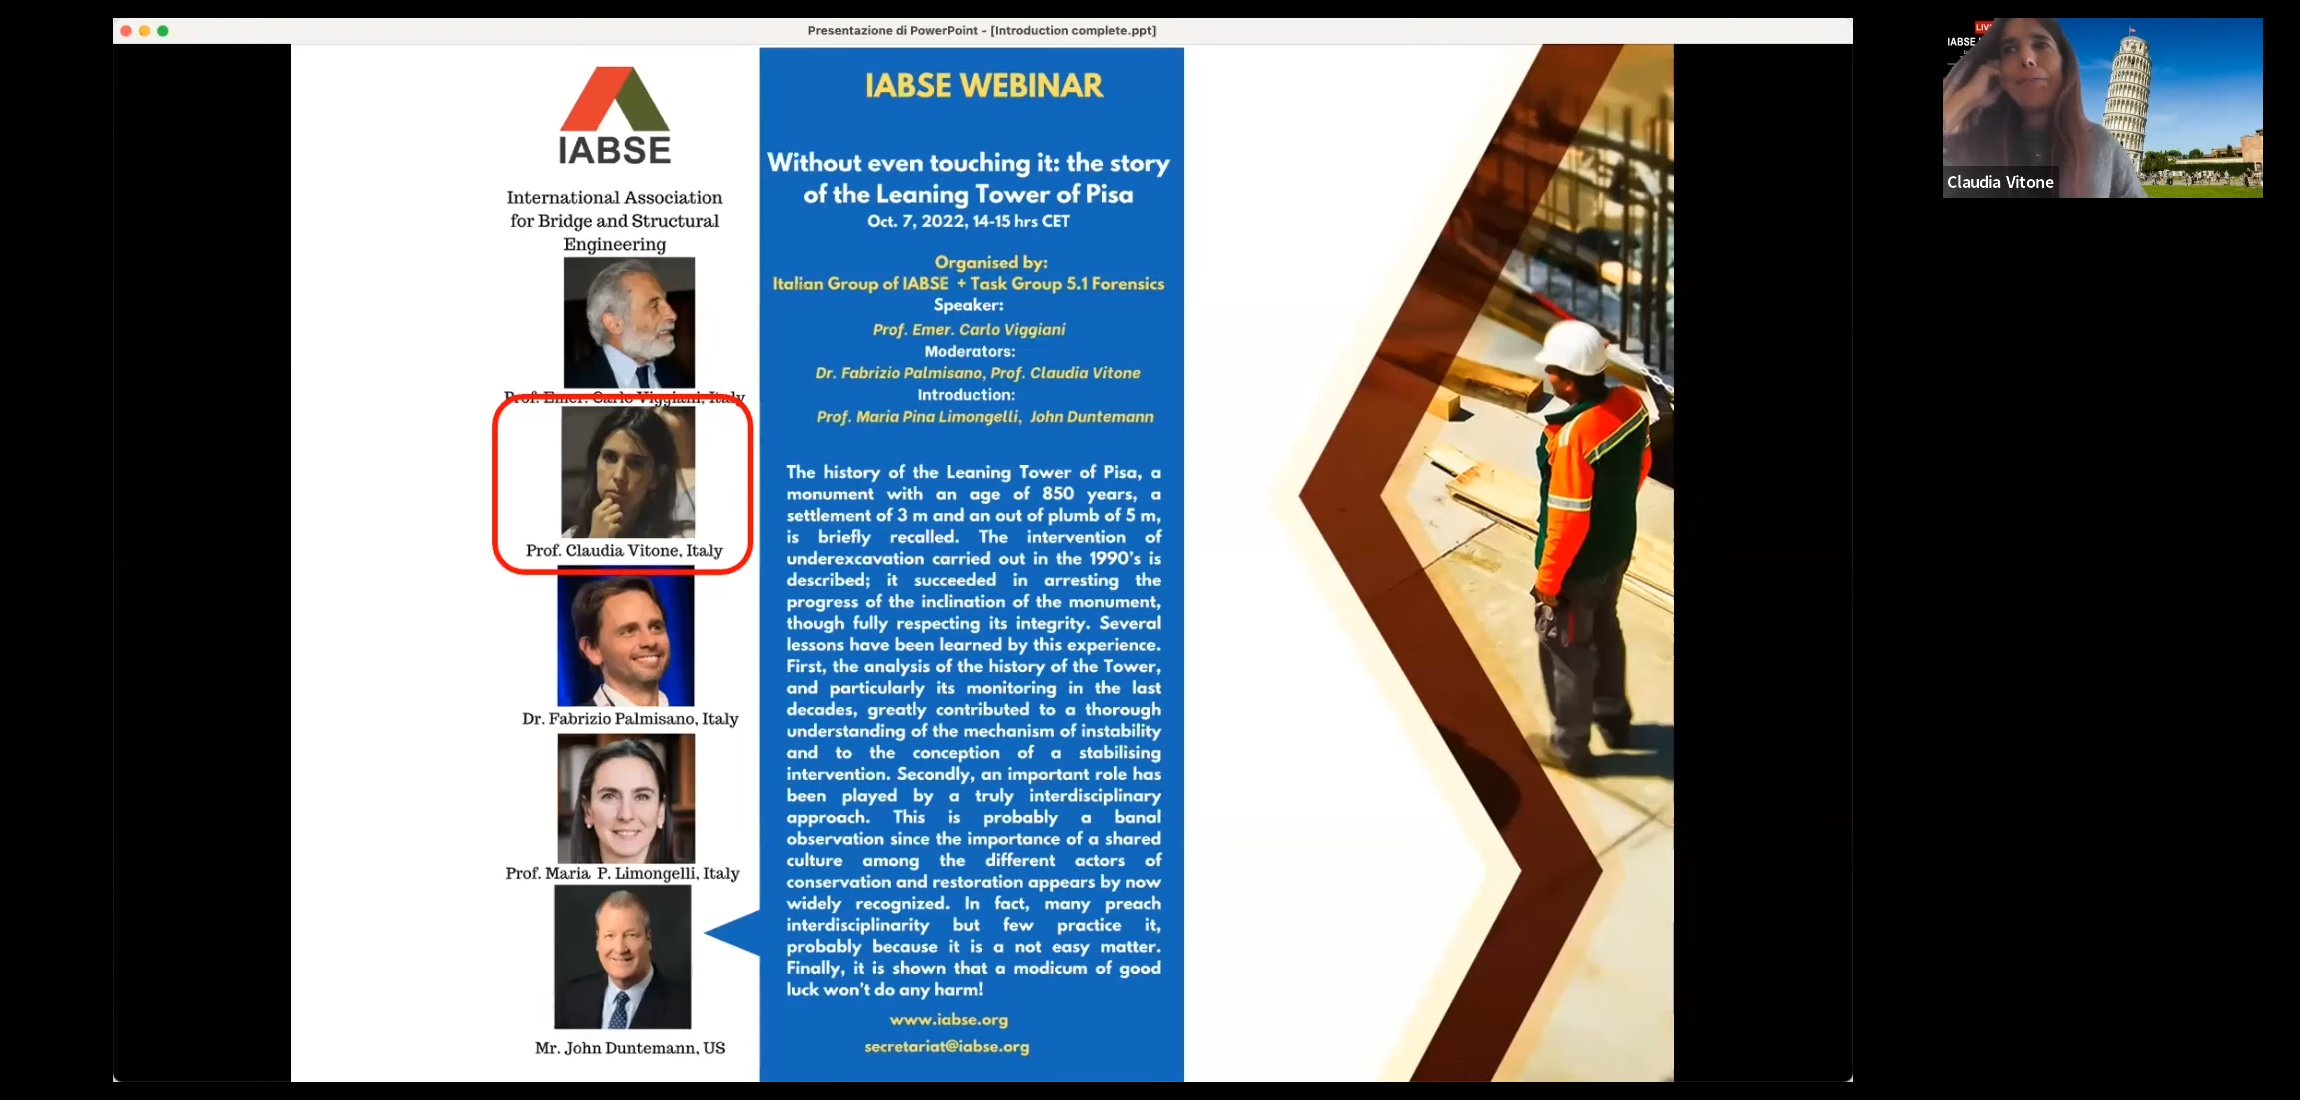 Presentazione di PowerPoint - [Introduction complete.ppt]
IABSE
International Association
for Bridge and Structural
Engineering
Prof. Emer. Carlo Viggiani, Italy
Prof. Claudia Vitone, Italy
Dr. Fabrizio Palmisano, Italy
Prof. Maria P. Limongelli, Italy
Mr. John Duntemann, US
IABSE WEBINAR
Without even touching it: the story
of the Leaning Tower of Pisa
Oct. 7, 2022, 14-15 hrs CET
Organised by:
Italian Group of IABSE + Task Group 5.1 Forensics
Speaker:
Prof. Emer. Carlo Viggiani
Moderators:
Dr. Fabrizio Palmisano, Prof. Claudia Vitone
Introduction:
Prof. Maria Pina Limongelli, John Duntemann
The history of the Leaning Tower of Pisa, a
monument with an age of 850 years, a
settlement of 3 m and an out of plumb of 5 m,
is briefly recalled. The intervention of
underexcavation carried out in the 1990's is
described; it succeeded in arresting the
progress of the inclination of the monument,
though fully respecting its integrity. Several
lessons have been learned by this experience.
First, the analysis of the history of the Tower,
and particularly its monitoring in the last
decades, greatly contributed to a thorough
understanding of the mechanism of instability
and to the conception of a stabilising
intervention. Secondly, an important role has
been played by a truly interdisciplinary
approach. This is probably a banal
observation since the importance of a shared
culture among the different actors of
conservation and restoration appears by now
widely recognized. In fact, many preach
interdisciplinarity but few practice it,
probably because it is a not easy matter.
Finally, it is shown that a modicum of good
luck won't do any harm!
www.iabse.org
secretariat@iabse.org
IABSE
Claudia Vitone